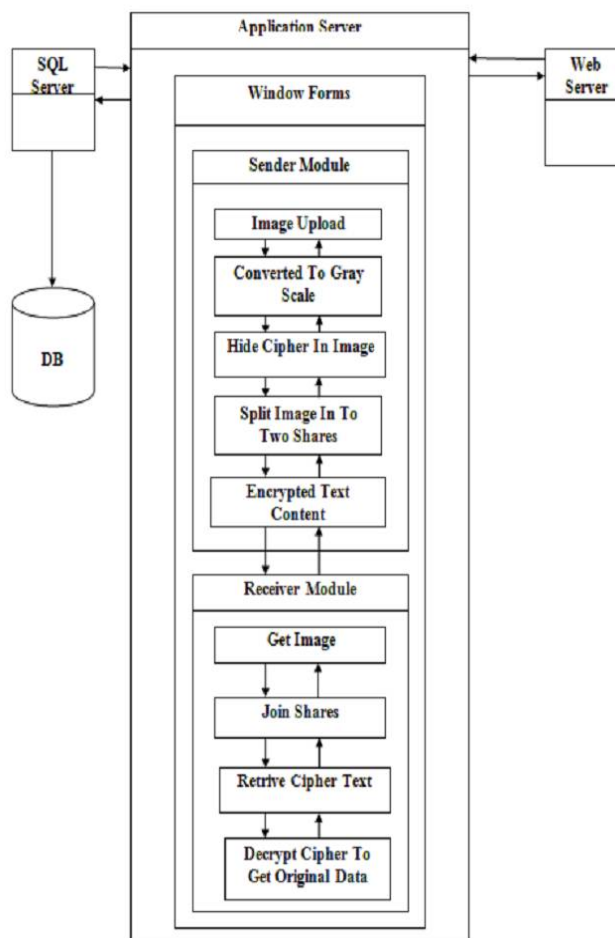 Application Server
SQL
Server
Web
Server
Window Forms
Sender Module
Image Upload
Converted To Gray
Scale
Hide Cipher In Image
DB
Split Image In To
Two Shares
Encrypted Text
Content
Receiver Module
Get Image
Join Shares
Retrive Cipher Text
Decrypt Cipher To
Get Original Data